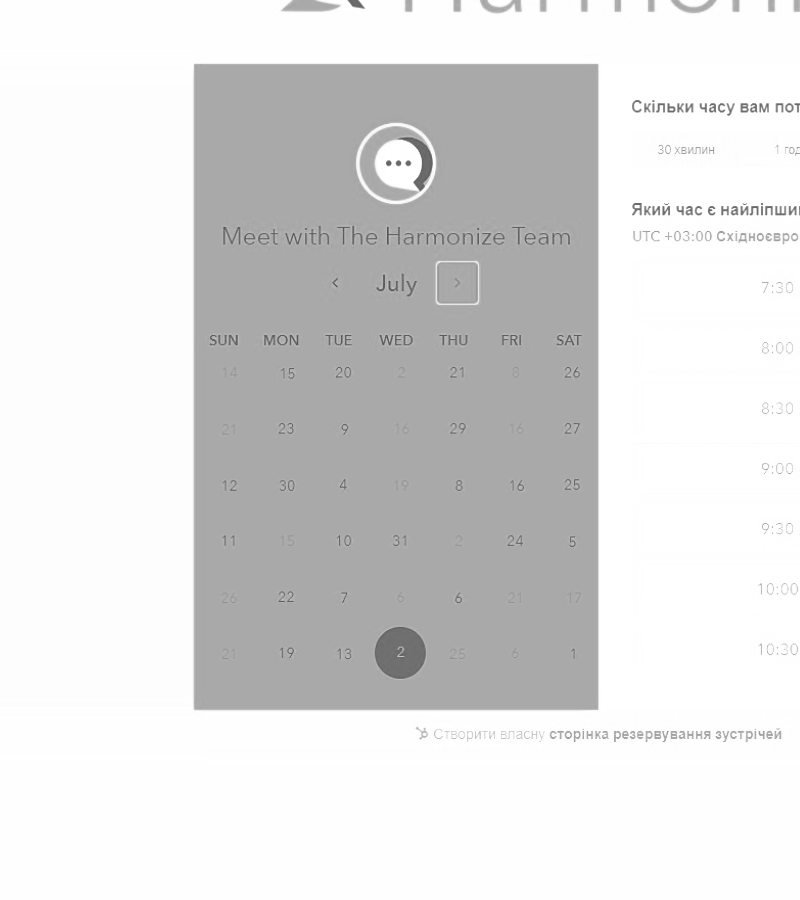 Harmoni
Meet with The Harmonize Team
July
SUN MON TUE WED THU FRI SAT
14 15 20 2 21 8 26
21 23 9 16 29 16 27
12 30 4 19 8 16 25
11 15 10 31 2 24 5
26 22 7 6 6 21 17
21 19 13 2 25 6 1
Скільки часу вам пот
30 хвилин 1 год
Який час є найліпши
UTC +03:00 Східноєвро
7:30
8:00
8:30
9:00
9:30
10:00
10:30
Створити власну сторінка резервування зустрічей